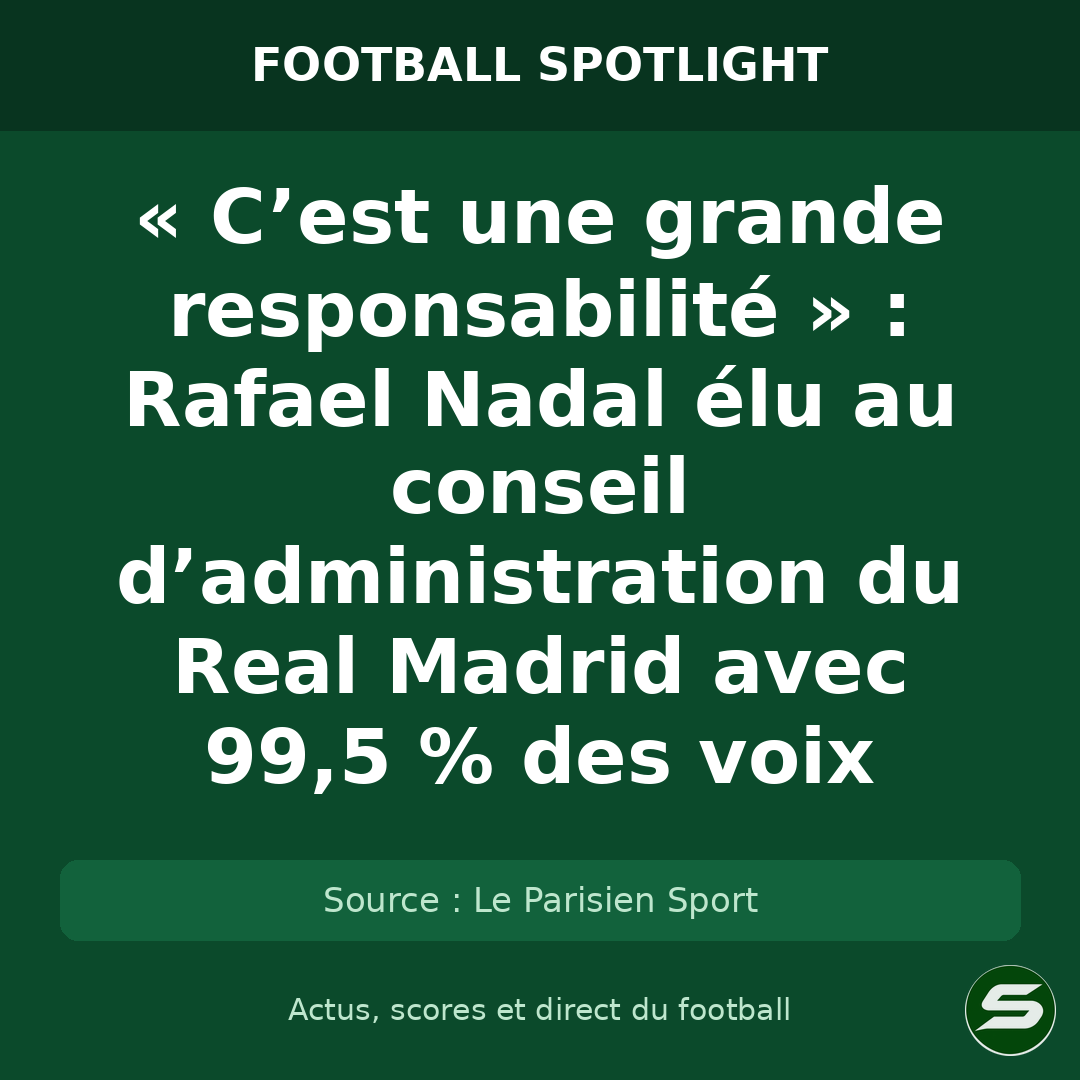 FOOTBALL SPOTLIGHT
« C’est une grande
responsabilité » :
Rafael Nadal élu au
conseil
d’administration du
Real Madrid avec
99,5 % des voix
Source : Le Parisien Sport
Actus, scores et direct du football
S